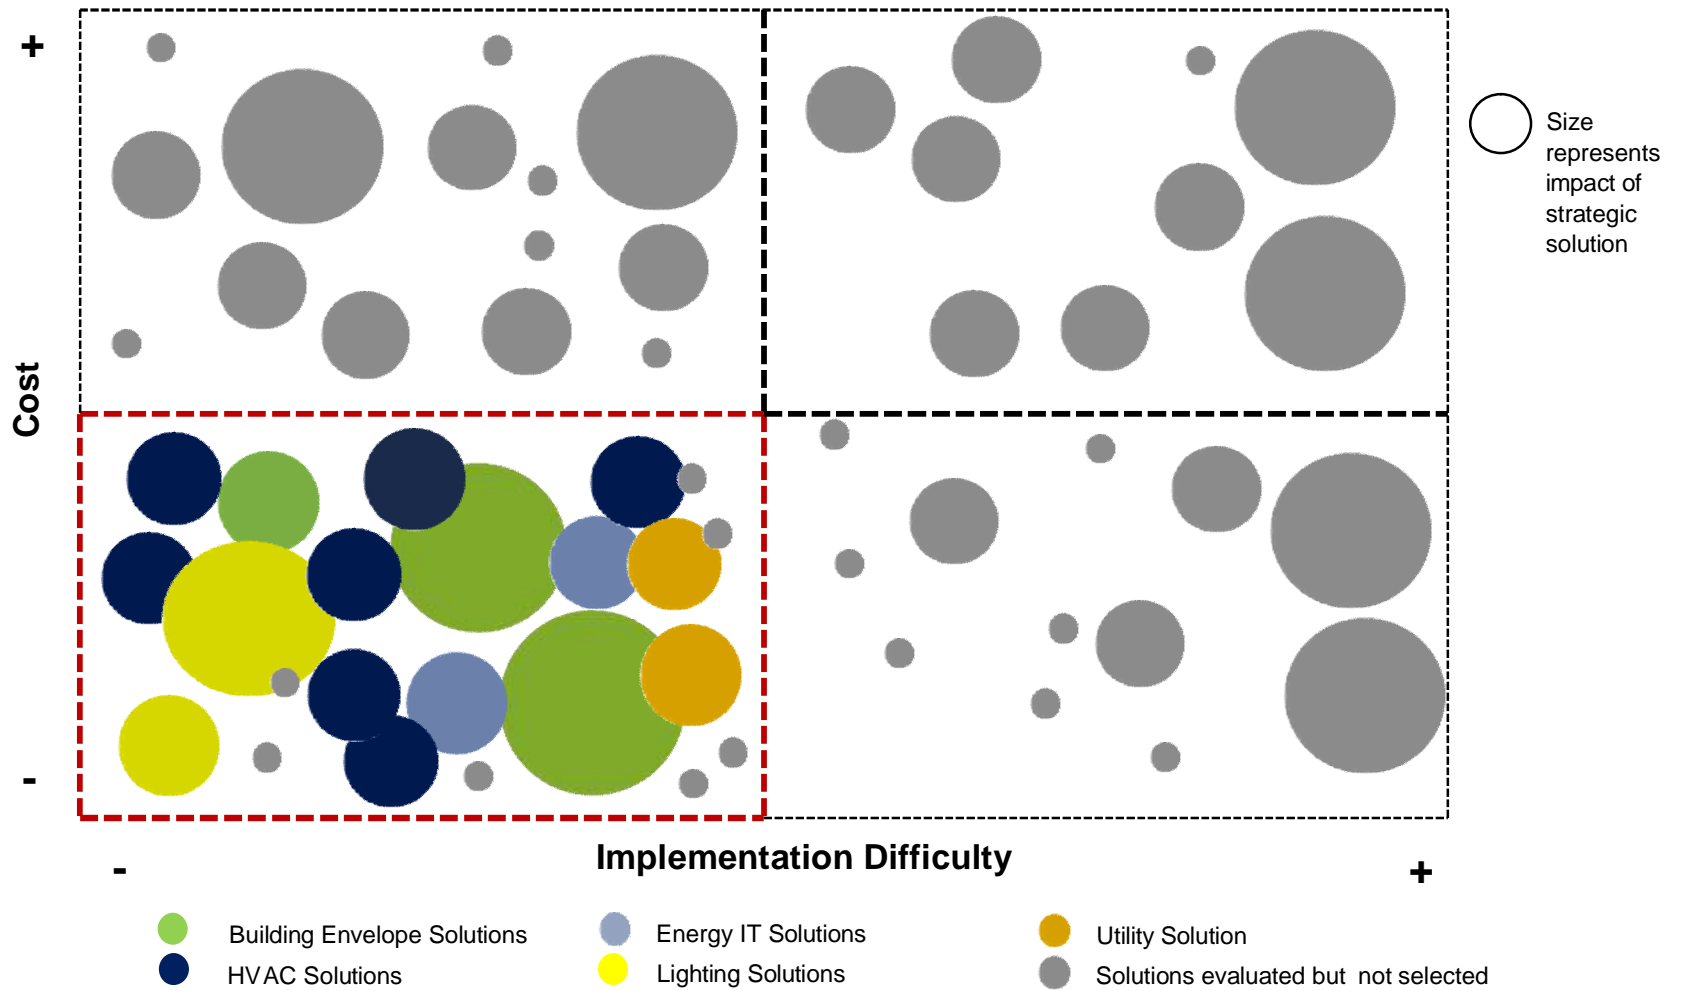 +
Size
represents
impact of
strategic
solution
Cost
-
Implementation Difficulty
-
+
Building Envelope Solutions
Energy IT Solutions
Utility Solution
HVAC Solutions
Lighting Solutions
Solutions evaluated but not selected